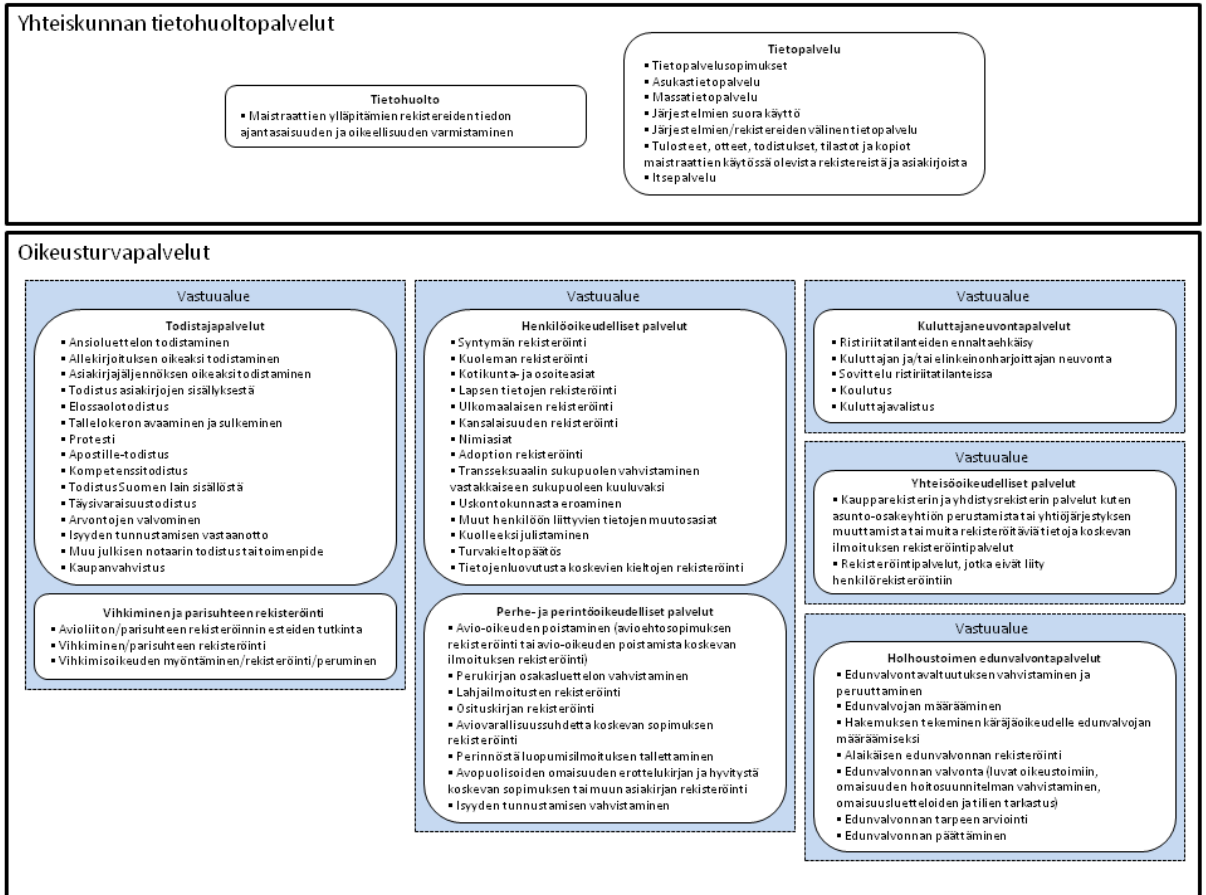 Yhteiskunnan tietohuoltopalvelut
Tietohuolto
▪ Maistraattien ylläpitämien rekistereiden tiedon
ajantasaisuuden ja oikeellisuuden varmistaminen
Tietopalvelu
▪ Tietopalvelusopimukset
▪ Asukastietopalvelu
▪ Massatietopalvelu
▪ Järjestelmien suora käyttö
▪ Järjestelmien/rekistereiden välinen tietopalvelu
▪ Tulosteet, otteet, todistukset, tilastot ja kopiot
maistraattien käytössä olevista rekistereistä ja asiakirjoista
▪ Itsepalvelu
Oikeusturvapalvelut
Vastuualue
Todistajapalvelut
▪ Ansioluettelon todistaminen
▪ Allekirjoituksen oikeaksi todistaminen
▪ Asiakirjajäljennöksen oikeaksi todistaminen
▪ Todistus asiakirjojen sisällyksestä
▪ Elossaolotodistus
▪ Tallelokeron avaaminen ja sulkeminen
▪ Protesti
▪ Apostille-todistus
▪ Kompetenssitodistus
▪ Todistus Suomen lain sisällöstä
▪ Täysivaraisuustodistus
▪ Arvontojen valvominen
▪ Isyyden tunnustamisen vastaanotto
▪ Muu julkisen notaarin todistus tai toimenpide
▪ Kaupanvahvistus
Vihkiminen ja parisuhteen rekisteröinti
▪ Avioliiton/parisuhteen rekisteröinnin esteiden tutkinta
▪ Vihkiminen/parisuhteen rekisteröinti
▪ Vihkimisoikeuden myöntäminen/rekisteröinti/peruminen
Vastuualue
Henkilöoikeudelliset palvelut
▪ Syntymän rekisteröinti
▪ Kuoleman rekisteröinti
▪ Kotikunta- ja osoiteasiat
▪ Lapsen tietojen rekisteröinti
▪ Ulkomaalaisen rekisteröinti
▪ Kansalaisuuden rekisteröinti
▪ Nimiasiat
▪ Adoption rekisteröinti
▪ Transseksuaalin sukupuolen vahvistaminen
vastakkaiseen sukupuoleen kuuluvaksi
▪ Uskontokunnasta eroaminen
▪ Muut henkilöön liittyvien tietojen muutosasiat
▪ Kuolleeksi julistaminen
▪ Turvakieltopäätös
▪ Tietojenluovutusta koskevien kieltojen rekisteröinti
Perhe- ja perintöoikeudelliset palvelut
▪ Avio-oikeuden poistaminen (avioehtosopimuksen
rekisteröinti tai avio-oikeuden poistamista koskevan
ilmoituksen rekisteröinti)
▪ Perukirjan osakasluettelon vahvistaminen
▪ Lahjailmoitusten rekisteröinti
▪ Osituskirjan rekisteröinti
▪ Aviovarallisuussuhdetta koskevan sopimuksen
rekisteröinti
▪ Perinnöstä luopumisilmoituksen tallettaminen
▪ Avopuolisoiden omaisuuden erottelukirjan ja hyvitystä
koskevan sopimuksen tai muun asiakirjan rekisteröinti
▪ Isyyden tunnustamisen vahvistaminen
Vastuualue
Kuluttajaneuvontapalvelut
▪ Ristiriitatilanteiden ennaltaehkäisy
▪ Kuluttajan ja/tai elinkeinonharjoittajan neuvonta
▪ Sovittelu ristiriitatilanteissa
▪ Koulutus
▪ Kuluttajavalistus
Vastuualue
Yhteisöoikeudelliset palvelut
▪ Kaupparekisterin ja yhdistysrekisterin palvelut kuten
asunto-osakeyhtiön perustamista tai yhtiöjärjestyksen
muuttamista tai muita rekisteröitäviä tietoja koskevan
ilmoituksen rekisteröintipalvelut
▪ Rekisteröintipalvelut, jotka eivät liity
henkilörekisteröintiin
Vastuualue
Holhoustoimen edunvalvontapalvelut
▪ Edunvalvontavaltuutuksen vahvistaminen ja
peruuttaminen
▪ Edunvalvojan määrääminen
▪ Hakemuksen tekeminen käräjäoikeudelle edunvalvojan
määräämiseksi
▪ Alaikäisen edunvalvonnan rekisteröinti
▪ Edunvalvonnan valvonta (luvat oikeustoimiin,
omaisuuden hoitosuunnitelman vahvistaminen,
omaisuusluetteloiden ja tilien tarkastus)
▪ Edunvalvonnan tarpeen arviointi
▪ Edunvalvonnan päättäminen